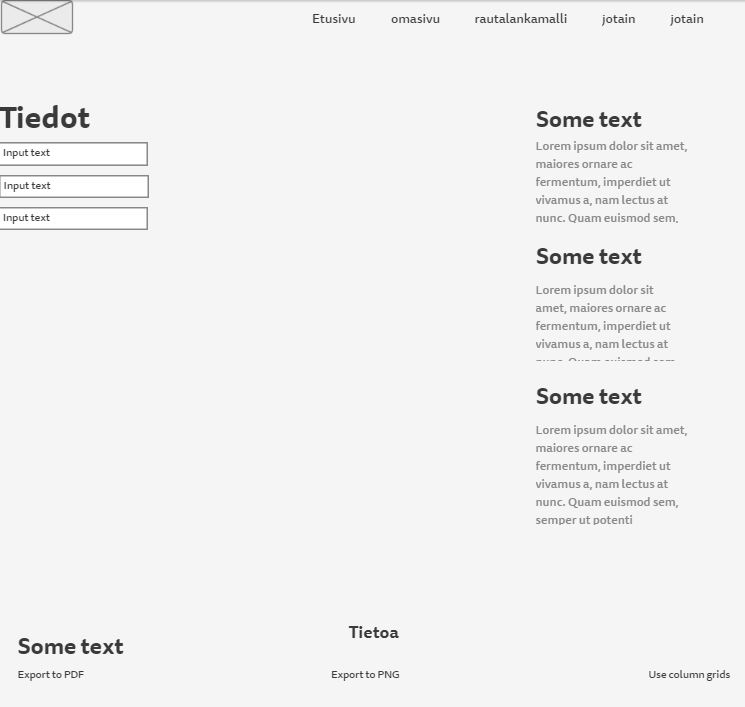 Etusivu omasivu rautalankamalli jotain jotain
Tiedot
Input text
Input text
Input text
Some text
Lorem ipsum dolor sit amet,
maiores ornare ac
fermentum, imperdiet ut
vivamus a, nam lectus at
nunc. Quam euismod sem,
Some text
Lorem ipsum dolor sit
amet, maiores ornare ac
fermentum, imperdiet ut
vivamus a, nam lectus at
nunc. Quam euismod sem,
Some text
Lorem ipsum dolor sit amet,
maiores ornare ac
fermentum, imperdiet ut
vivamus a, nam lectus at
nunc. Quam euismod sem,
semper ut potenti
Tietoa
Some text
Export to PDF Export to PNG Use column grids